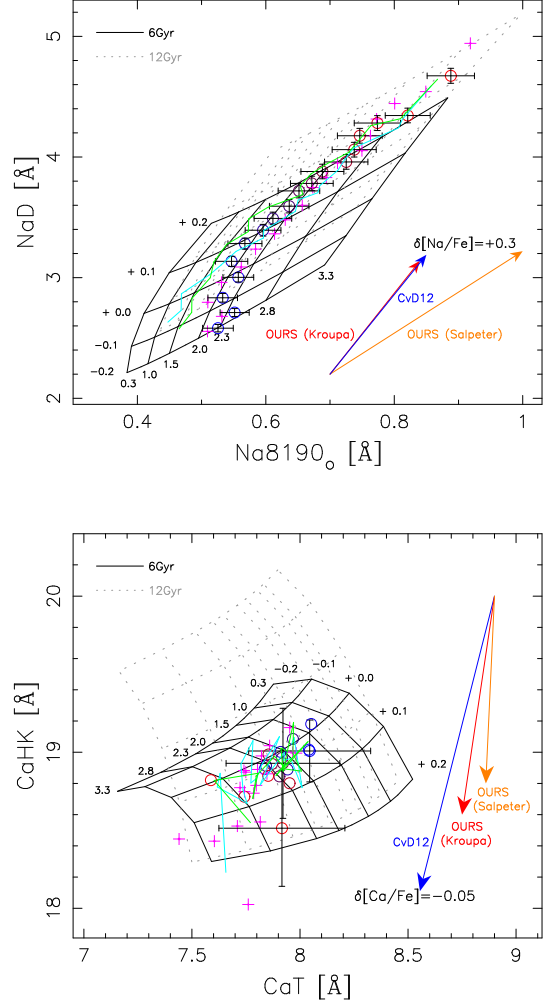 6Gyr
12Gyr
5
4
3
2
NaD [Å]
+ 0.2
+ 0.1
+ 0.0
−0.1
−0.2
0.3
1.0
1.5
2.0
2.3
2.8
3.3
δ[Na/Fe]=+0.3
CvD12
OURS (Kroupa)
OURS (Salpeter)
0.4
0.6
0.8
1
Na8190o [Å]
6Gyr
12Gyr
20
19
18
CaHK [Å]
−0.2
−0.1
+ 0.0
+ 0.1
+ 0.2
0.3
1.0
1.5
2.0
2.3
2.8
3.3
OURS
(Salpeter)
OURS
(Kroupa)
CvD12
δ[Ca/Fe]=−0.05
7
7.5
8
8.5
9
CaT [Å]